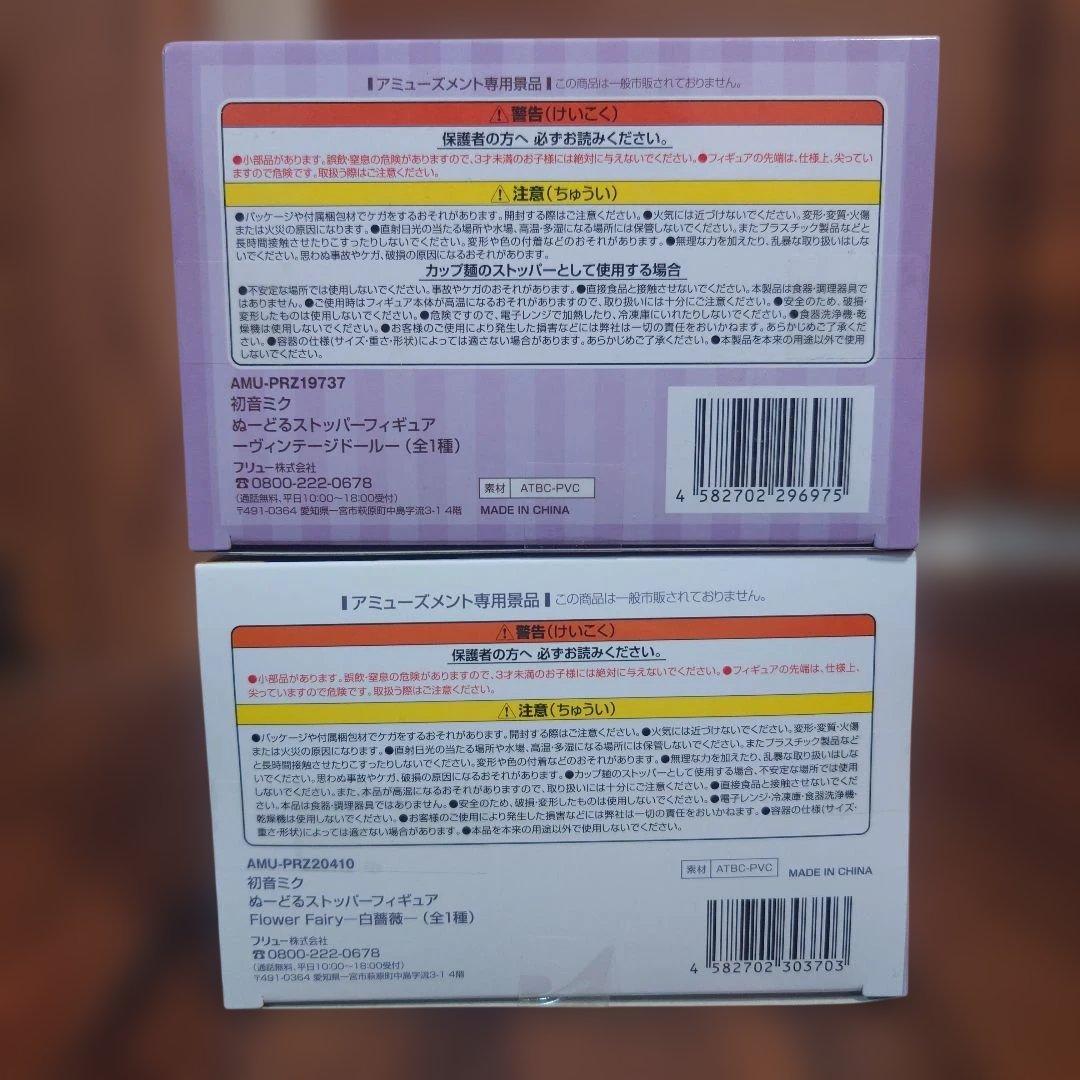 アミューズメント専用景品 この商品は一般市販されておりません。
⚠警告(けいこく)
保護者の方へ 必ずお読みください。
●小部品があります。誤飲・窒息の危険がありますので、3才未満のお子様には絶対に与えないでください。●フィギュアの先端は、仕様上、尖ってい
ますので危険です。取扱う際はご注意ください。
⚠注意(ちゅうい)
●パッケージや付属梱包材でケガをするおそれがあります。開封する際はご注意ください。●火気には近づけないでください。変形・変質・火傷
または火災の原因になります。●直射日光の当たる場所や水場、高温・多湿になる場所には保管しないでください。またプラスチック製品などと
長時間接触させたりこすったりしないでください。変形や色の付着などのおそれがあります。●無理な力を加えたり、乱暴な取り扱いはしな
いでください。思わぬ事故やケガ、破損の原因になるおそれがあります。
カップ麺のストッパーとして使用する場合
●不安定な場所では使用しないでください。事故やケガのおそれがあります。●直接食品と接触させないでください。本製品は食器・調理器具で
はありません。●ご使用時はフィギュア本体が高温になるおそれがありますので、取り扱いには十分にご注意ください。●安全のため、破損・
変形したものは使用しないでください。●危険ですので、電子レンジで加熱したり、冷凍庫にいれたりしないでください。●食器洗浄機・乾
燥機は使用しないでください。●お客様のご使用により発生した損害などには弊社は一切の責任をおいかねます。あらかじめご了承くださ
い。●容器の仕様(サイズ・重さ・形状)によっては適さない場合があります。あらかじめご了承ください。●本製品を本来の用途以外で使用
しないでください。
AMU-PRZ19737
初音ミク
ぬーどるストッパーフィギュア
ーヴィンテージドールー(全1種)
フリュー株式会社
☎0800-222-0678
(通話無料、平日10:00〜18:00受付)
〒491-0364 愛知県一宮市萩原町中島字流3-1 4階
素材 ATBC-PVC
MADE IN CHINA
4 582702 296975
アミューズメント専用景品 この商品は一般市販されておりません。
⚠警告(けいこく)
保護者の方へ 必ずお読みください。
●小部品があります。誤飲・窒息の危険がありますので、3才未満のお子様には絶対に与えないでください。●フィギュアの先端は、仕様上、
尖っていますので危険です。取扱う際はご注意ください。
⚠注意(ちゅうい)
●パッケージや付属梱包材でケガをするおそれがあります。開封する際はご注意ください。●火気には近づけないでください。変形・変質・火傷
または火災の原因になります。●直射日光の当たる場所や水場、高温・多湿になる場所には保管しないでください。またプラスチック製品など
と長時間接触させたりこすったりしないでください。変形や色の付着などのおそれがあります。●無理な力を加えたり、乱暴な取り扱いはしな
いでください。思わぬ事故やケガ、破損の原因になるおそれがあります。●カップ麺のストッパーとして使用する場合、不安定な場所では使用
しないでください。また、本品が高温になるおそれがありますので、取り扱いには十分にご注意ください。●直接食品と接触させないでくださ
い。本品は食器・調理器具ではありません。●安全のため、破損・変形したものは使用しないでください。●電子レンジ・冷凍庫・食器洗浄機・
乾燥機は使用しないでください。●お客様のご使用により発生した損害などには弊社は一切の責任をおいかねます。●容器の仕様(サイズ・
重さ・形状)によっては適さない場合があります。●本品を本来の用途以外で使用しないでください。
AMU-PRZ20410
初音ミク
ぬーどるストッパーフィギュア
Flower Fairy―白薔薇―(全1種)
フリュー株式会社
☎0800-222-0678
(通話無料、平日10:00〜18:00受付)
〒491-0364 愛知県一宮市萩原町中島字流3-1 4階
素材 ATBC-PVC
MADE IN CHINA
4 582702 303703